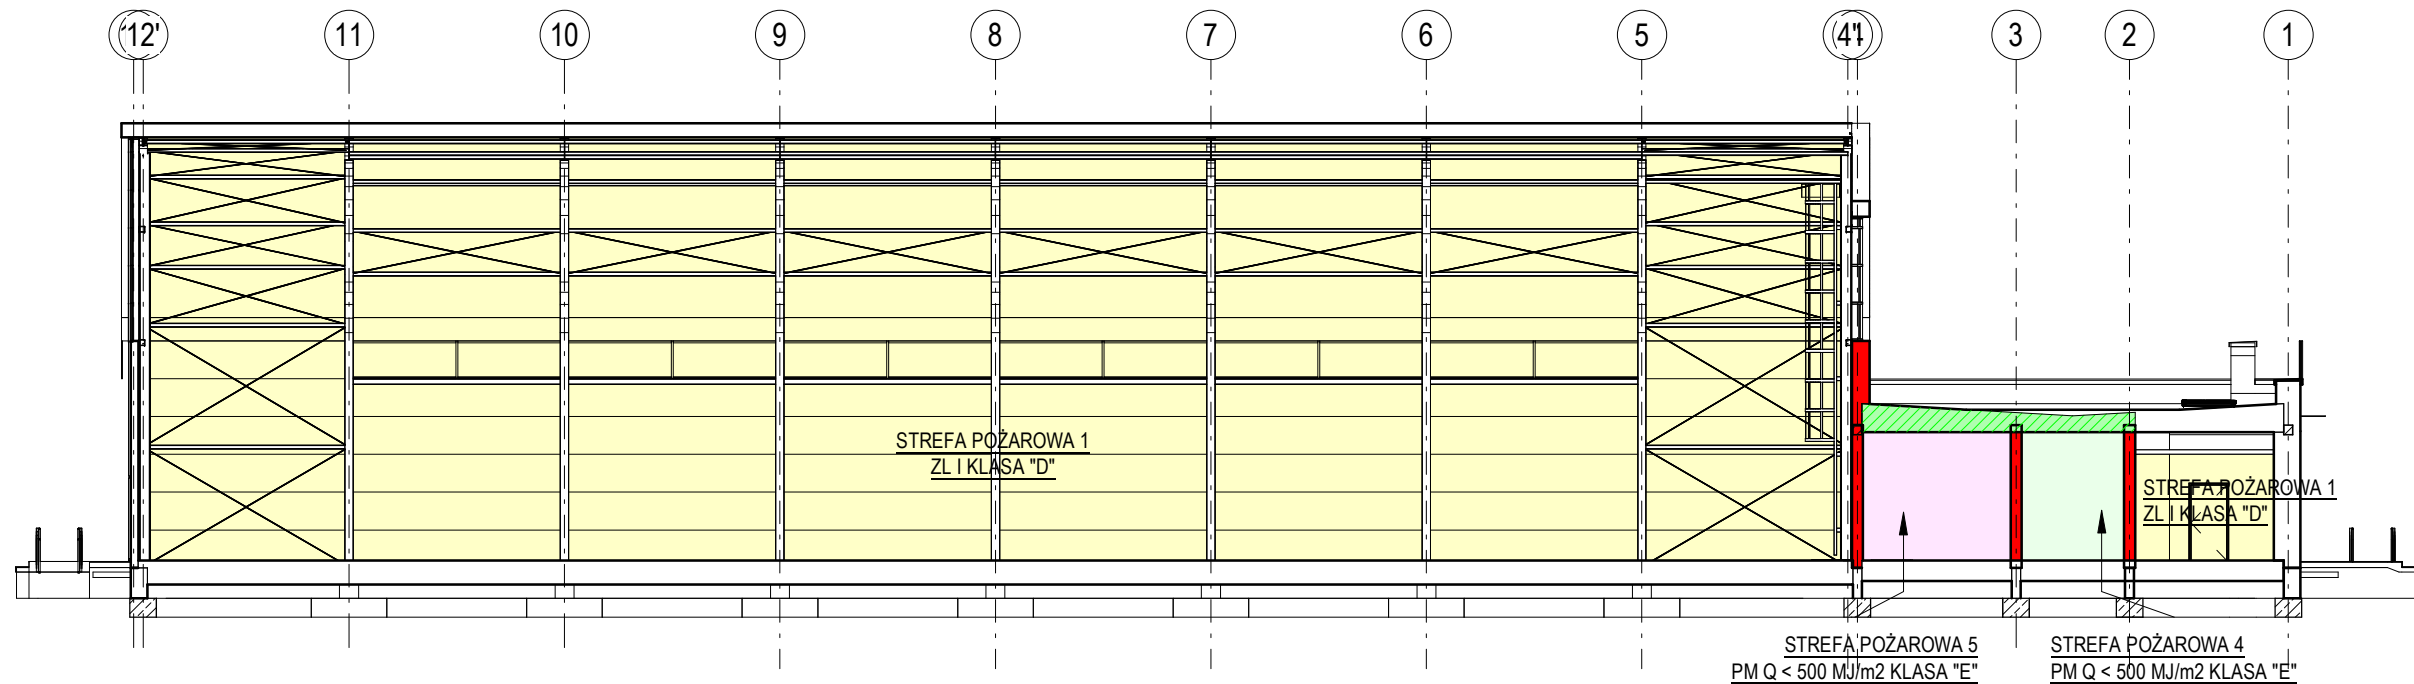 12'
11
10
9
8
7
6
5
4'
3
2
1
STREFA POŻAROWA 1
ZL I KLASA "D"
STREFA POŻAROWA 1
ZL I KLASA "D"
STREFA POŻAROWA 5
PM Q < 500 MJ/m2 KLASA "E"
STREFA POŻAROWA 4
PM Q < 500 MJ/m2 KLASA "E"